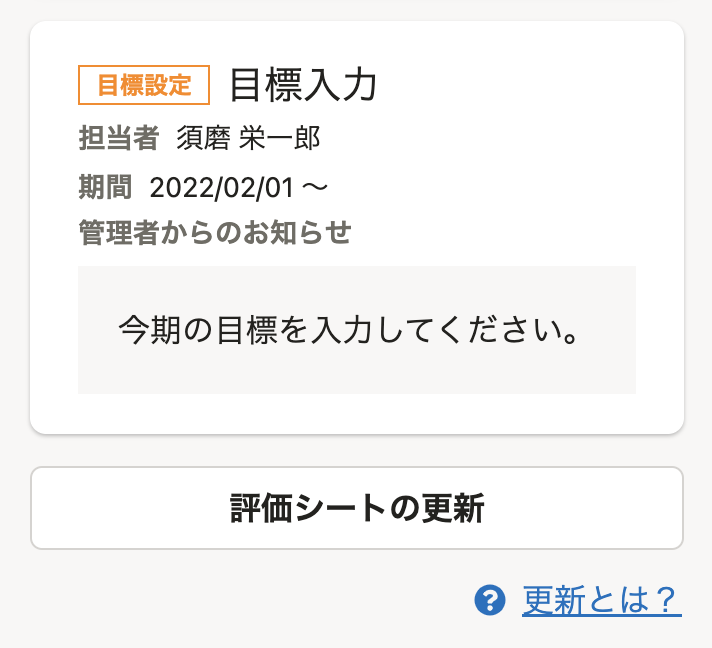 目標設定 目標入力
担当者 須磨 栄一郎
期間 2022/02/01 〜
管理者からのお知らせ
今期の目標を入力してください。
評価シートの更新
? 更新とは？